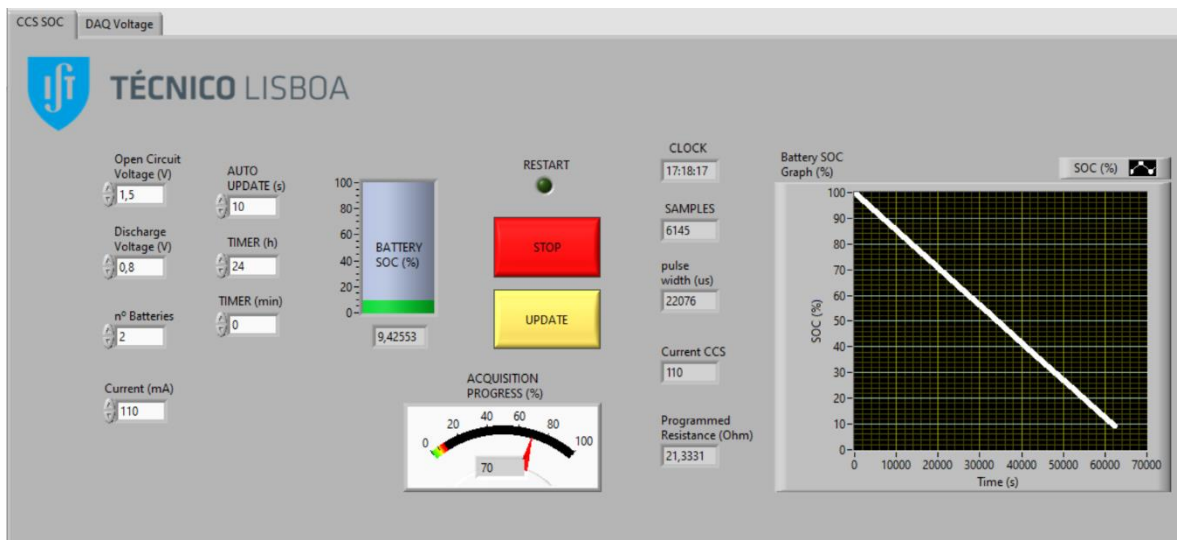 CCS SOC
DAQ Voltage
TÉCNICO LISBOA
Open Circuit
Voltage (V)
1,5
Discharge
Voltage (V)
0,8
nº Batteries
2
Current (mA)
110
AUTO
UPDATE (s)
10
TIMER (h)
24
TIMER (min)
0
100
80
60
40
20
0
BATTERY
SOC (%)
9,42553
RESTART
STOP
UPDATE
ACQUISITION
PROGRESS (%)
0
20
40
60
80
100
70
CLOCK
17:18:17
SAMPLES
6145
pulse
width (us)
22076
Current CCS
110
Programmed
Resistance (Ohm)
21,3331
Battery SOC
Graph (%)
SOC (%)
100
90
80
70
60
50
40
30
20
10
0
SOC (%)
0
10000
20000
30000
40000
50000
60000
70000
Time (s)